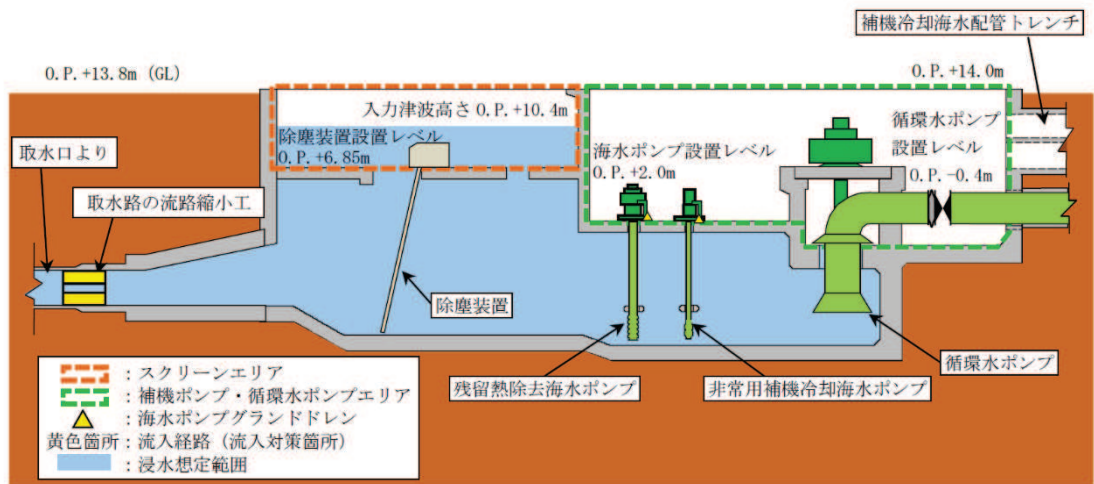 補機冷却海水配管トレンチ
O.P.+13.8m (GL)
O.P.+14.0m
入力津波高さO.P.+10.4m
除塵装置設置レベル
O.P.+6.85m
循環水ポンプ
設置レベル
O.P.-0.4m
海水ポンプ設置レベル
O.P.+2.0m
取水口より
取水路の流路縮小工
除塵装置
残留熱除去海水ポンプ
非常用補機冷却海水ポンプ
循環水ポンプ
:スクリーンエリア
:補機ポンプ・循環水ポンプエリア
:海水ポンプグランドドレン
黄色箇所:流入経路(流入対策箇所)
:浸水想定範囲